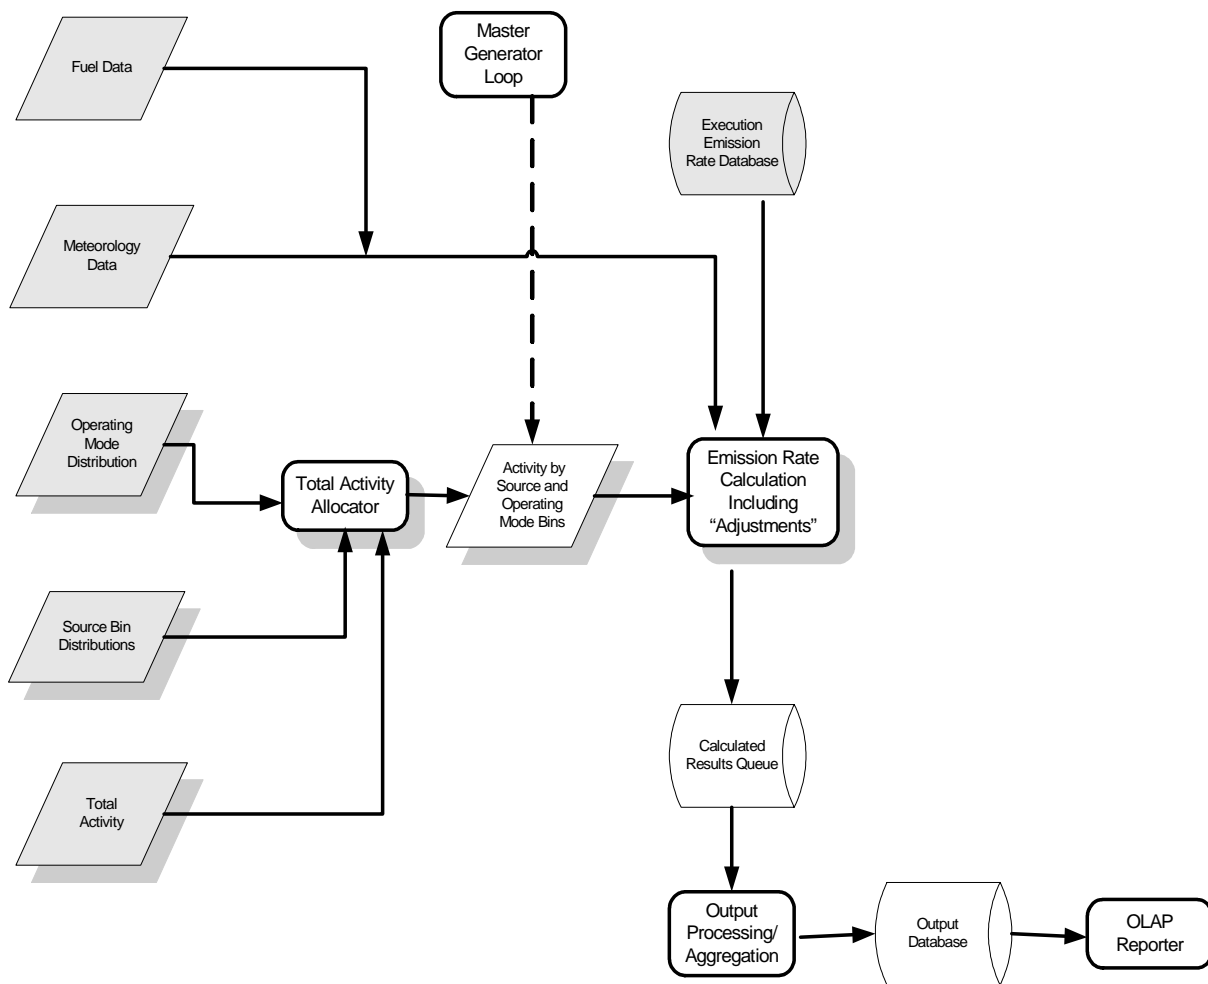 Fuel Data
Master
Generator
Loop
Execution
Emission
Rate Database
Meteorology
Data
Operating
Mode
Distribution
Total Activity
Allocator
Activity by
Source and
Operating
Mode Bins
Emission Rate
Calculation
Including
“Adjustments”
Source Bin
Distributions
Calculated
Results Queue
Total
Activity
Output
Processing/
Aggregation
Output
Database
OLAP
Reporter